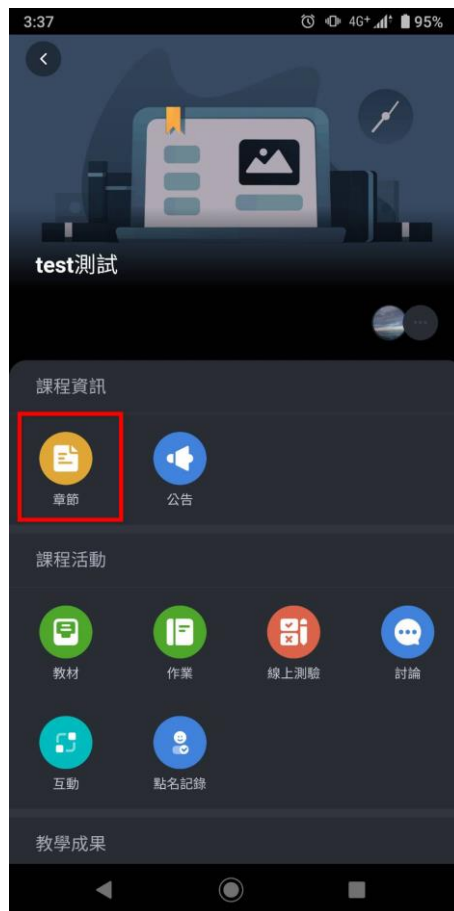 3:37 4G+ 95%
test測試
課程資訊
章節 公告
課程活動
教材 作業 線上測驗 討論
互動 點名記錄
教學成果